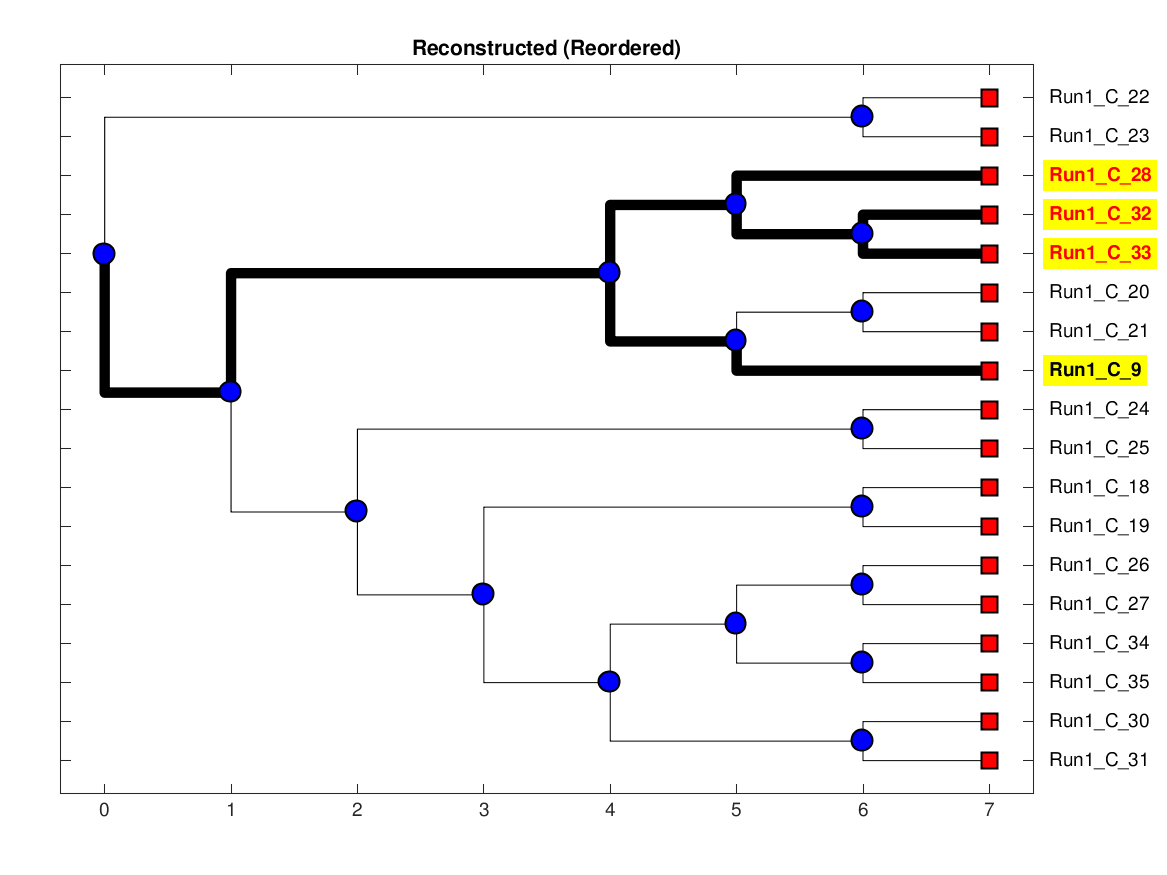 Reconstructed (Reordered)
Run1_C_22
Run1_C_23
Run1_C_28
Run1_C_32
Run1_C_33
Run1_C_20
Run1_C_21
Run1_C_9
Run1_C_24
Run1_C_25
Run1_C_18
Run1_C_19
Run1_C_26
Run1_C_27
Run1_C_34
Run1_C_35
Run1_C_30
Run1_C_31
0 1 2 3 4 5 6 7